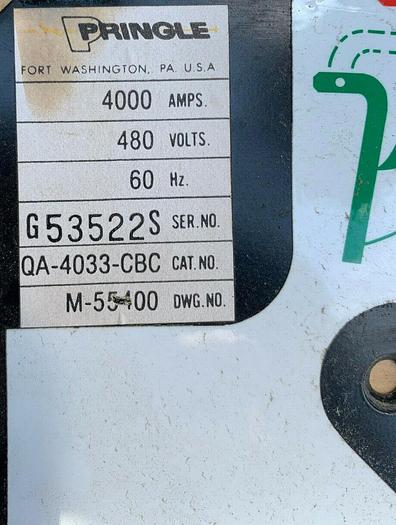 PRINGLE
FORT WASHINGTON, PA. U.S.A
4000 AMPS.
480 VOLTS.
60 Hz.
G53522S SER.NO.
QA-4033-CBC CAT.NO.
M-55400 DWG.NO.